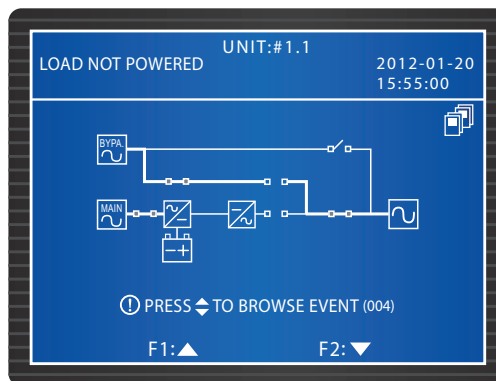 UNIT:#1.1
LOAD NOT POWERED
2012-01-20
15:55:00
BYPA.
MAIN
PRESS TO BROWSE EVENT (004)
F1: F2: